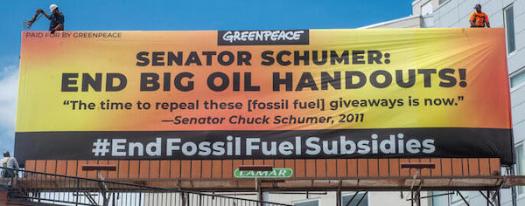 PAID FOR BY GREENPEACE
GREENPEACE
SENATOR SCHUMER:
END BIG OIL HANDOUTS!
“The time to repeal these [fossil fuel] giveaways is now.”
—Senator Chuck Schumer, 2011
#EndFossilFuelSubsidies
LAMAR